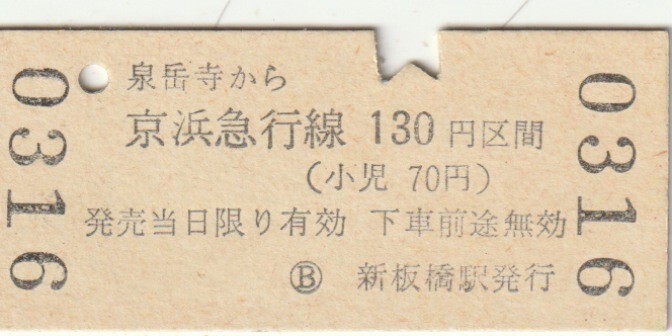 0316
泉岳寺から
京浜急行線 130円区間
(小児 70円)
発売当日限り有効 下車前途無効
Ⓑ 新板橋駅発行
0316